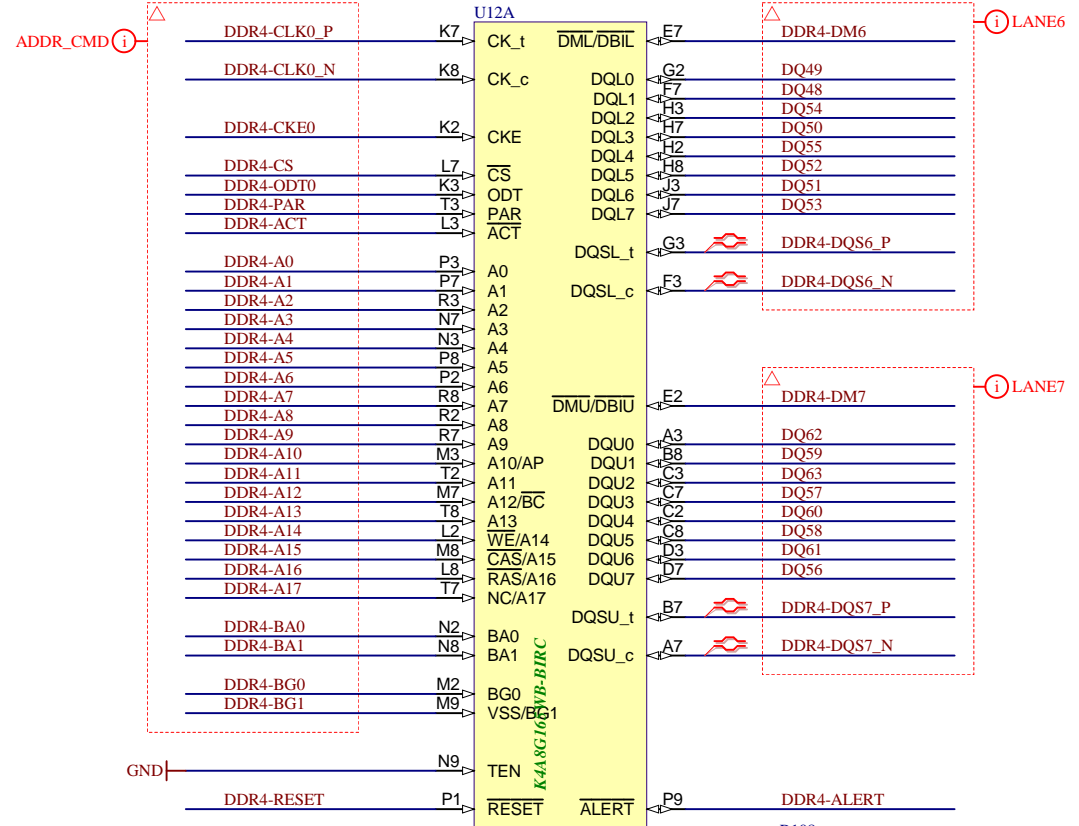 U12A
ADDR_CMD i
i LANE6
DDR4-CLK0_P K7 CK_t DML/DBIL E7 DDR4-DM6
DDR4-CLK0_N K8 CK_c DQL0 G2 DQ49
DQL1 F7 DQ48
DQL2 H3 DQ54
DDR4-CKE0 K2 CKE DQL3 H7 DQ50
DQL4 H2 DQ55
DDR4-CS L7 CS DQL5 H8 DQ52
DDR4-ODT0 K3 ODT DQL6 J3 DQ51
DDR4-PAR T3 PAR DQL7 J7 DQ53
DDR4-ACT L3 ACT
DQSL_t G3 DDR4-DQS6_P
DDR4-A0 P3 A0
DDR4-A1 P7 A1 DQSL_c F3 DDR4-DQS6_N
DDR4-A2 R3 A2
DDR4-A3 N7 A3
DDR4-A4 N3 A4
DDR4-A5 P8 A5
DDR4-A6 P2 A6
i LANE7
DDR4-A7 R8 A7 DMU/DBIU E2 DDR4-DM7
DDR4-A8 R2 A8
DDR4-A9 R7 A9 DQU0 A3 DQ62
DDR4-A10 M3 A10/AP DQU1 B8 DQ59
DDR4-A11 T2 A11 DQU2 C3 DQ63
DDR4-A12 M7 A12/BC DQU3 C7 DQ57
DDR4-A13 T8 A13 DQU4 C2 DQ60
DDR4-A14 L2 WE/A14 DQU5 C8 DQ58
DDR4-A15 M8 CAS/A15 DQU6 D3 DQ61
DDR4-A16 L8 RAS/A16 DQU7 D7 DQ56
DDR4-A17 T7 NC/A17
DQSU_t B7 DDR4-DQS7_P
DDR4-BA0 N2 BA0
DDR4-BA1 N8 BA1 DQSU_c A7 DDR4-DQS7_N
DDR4-BG0 M2 BG0
DDR4-BG1 M9 VSS/BG1
GND N9 TEN
DDR4-RESET P1 RESET ALERT P9 DDR4-ALERT